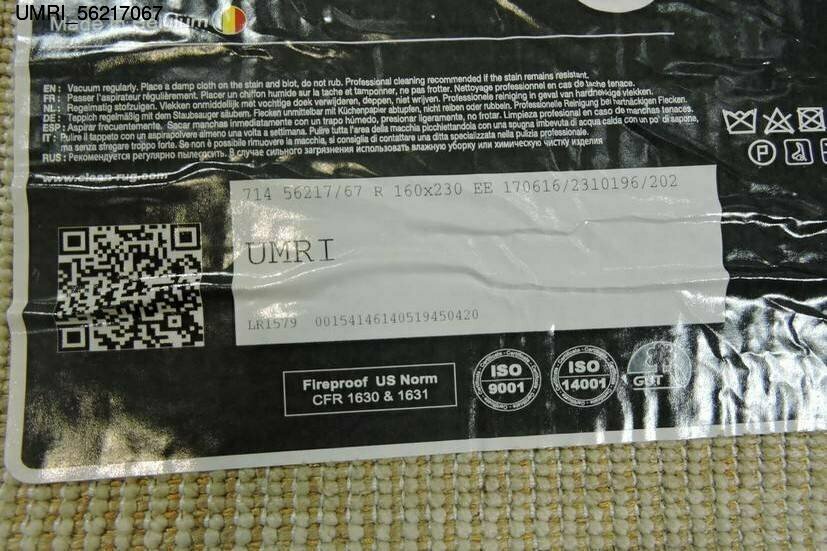 UMRI_56217067
Made in Belgium
EN: Vacuum regularly. Place a damp cloth on the stain and blot, do not rub. Professional cleaning recommended if the stain remains resistant.
FR: Passer l'aspirateur régulièrement. Placer un chiffon humide sur la tache et tamponner, ne pas frotter. Nettoyage professionnel en cas de tache tenace.
NL: Regelmatig stofzuigen. Vlekken onmiddellijk met vochtige doek verwijderen, deppen, niet wrijven. Professionele reiniging in geval van hardnekkige vlekken.
DE: Teppich regelmäßig mit dem Staubsauger säubern. Flecken unmittelbar mit Küchenpapier abtupfen, nicht reiben oder rubbeln. Professionelle Reinigung bei hartnäckigen Flecken.
ESP: Aspirar frecuentemente. Sacar manchas inmediatamente con un trapo húmedo, presionar ligeramente, no frotar. Limpieza profesional en caso de manchas tenaces.
IT: Pulire il tappeto con un aspirapolvere almeno una volta a settimana. Pulire tutta l'area della macchia picchiettandola con una spugna imbevuta di acqua calda con un po' di sapone,
ma senza sfregare troppo forte. Se non è possibile rimuovere la macchia, si consiglia di contattare una ditta specializzata nella pulizia professionale.
RUS: Рекомендуется регулярно пылесосить. В случае сильного загрязнения использовать влажную уборку или химическую чистку изделия
www.clean-rug.com
714 56217/67 R 160x230 EE 170616/2310196/202
UMRI
LR1579 00154146140519450420
Fireproof US Norm
CFR 1630 & 1631
ISO
9001
ISO
14001
GUT
P